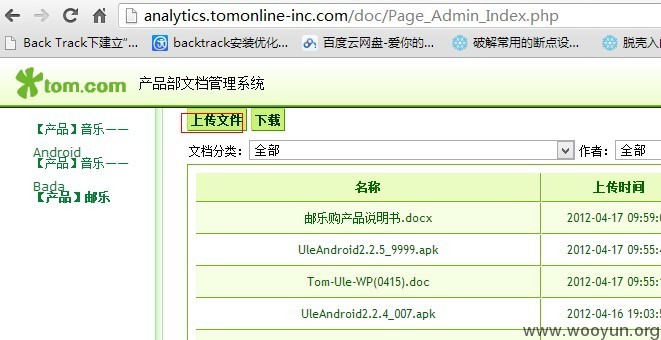 analytics.tomonline-inc.com/doc/Page_Admin_Index.php
Back Track下建立“... backtrack安装优化... 百度云网盘-爱你的... 破解常用的断点设... 脱壳入
tom.com 产品部文档管理系统
上传文件 下载
【产品】音乐——
Android
【产品】音乐——
Bada
【产品】邮乐
文档分类: 全部 作者: 全部
名称 上传时间
邮乐购产品说明书.docx 2012-04-17 09:59:
UleAndroid2.2.5_9999.apk 2012-04-17 09:55:
Tom-Ule-WP(0415).doc 2012-04-17 09:55:
UleAndroid2.2.4_007.apk 2012-04-16 19:03:
www.wooyun.org